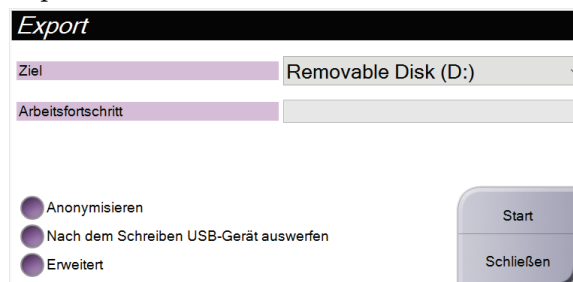 Export
Ziel
Removable Disk (D:)
Arbeitsfortschritt
Anonymisieren
Nach dem Schreiben USB-Gerät auswerfen
Erweitert
Start
Schließen